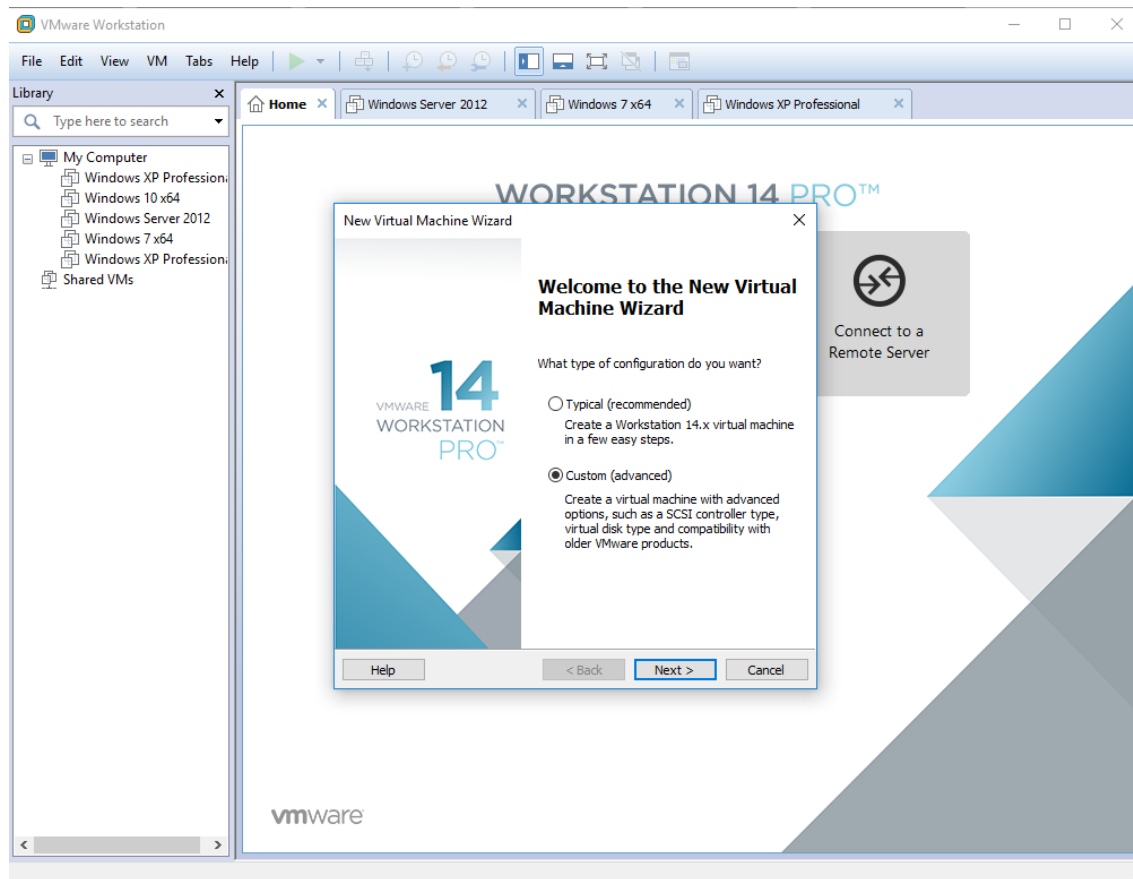 VMware Workstation
File Edit View VM Tabs Help
Library
Type here to search
My Computer
Windows XP Profession
Windows 10 x64
Windows Server 2012
Windows 7 x64
Windows XP Profession
Shared VMs
Home
Windows Server 2012
Windows 7 x64
Windows XP Professional
WORKSTATION 14 PRO™
Connect to a
Remote Server
New Virtual Machine Wizard
VMWARE 14
WORKSTATION
PRO™
Welcome to the New Virtual
Machine Wizard
What type of configuration do you want?
Typical (recommended)
Create a Workstation 14.x virtual machine
in a few easy steps.
Custom (advanced)
Create a virtual machine with advanced
options, such as a SCSI controller type,
virtual disk type and compatibility with
older VMware products.
Help
< Back
Next >
Cancel
vmware